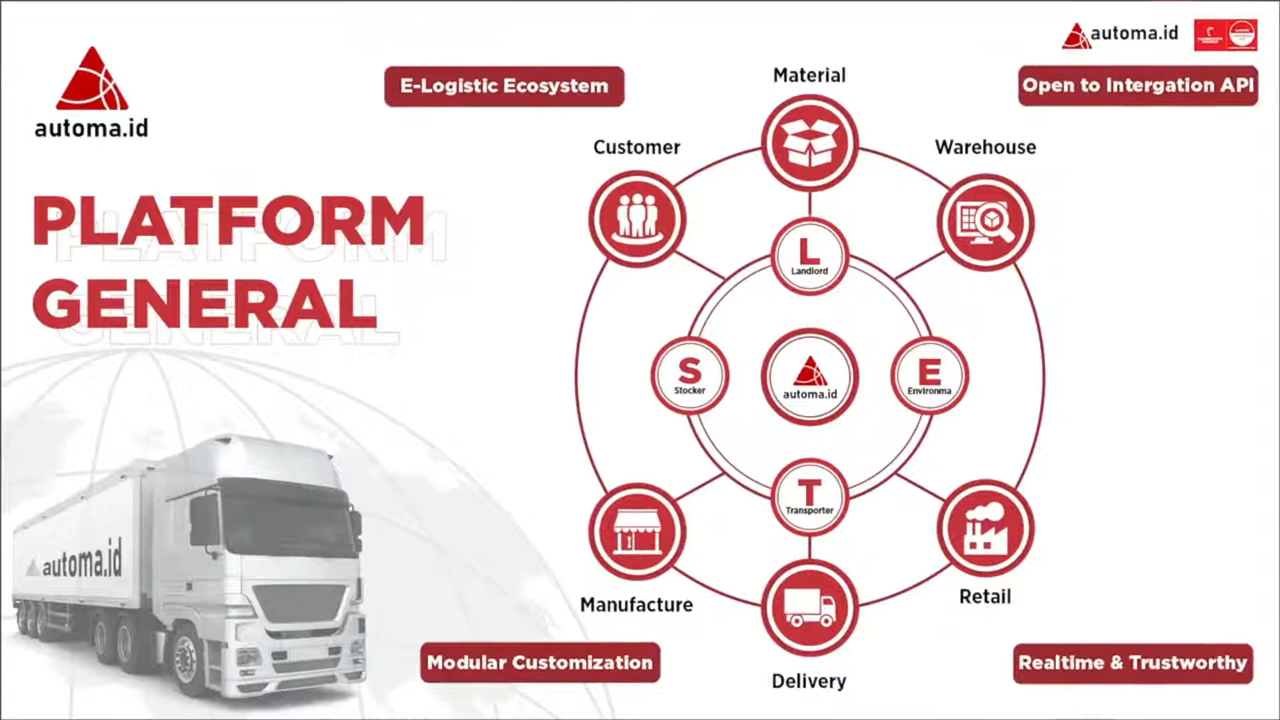 automa.id
E-Logistic Ecosystem
Material
automa.id
Open to Intergation API
PLATFORM
GENERAL
Customer
Warehouse
L
Landlord
S
Stocker
automa.id
E
Environma
T
Transporter
Manufacture
Retail
Delivery
automa.id
Modular Customization
Realtime & Trustworthy